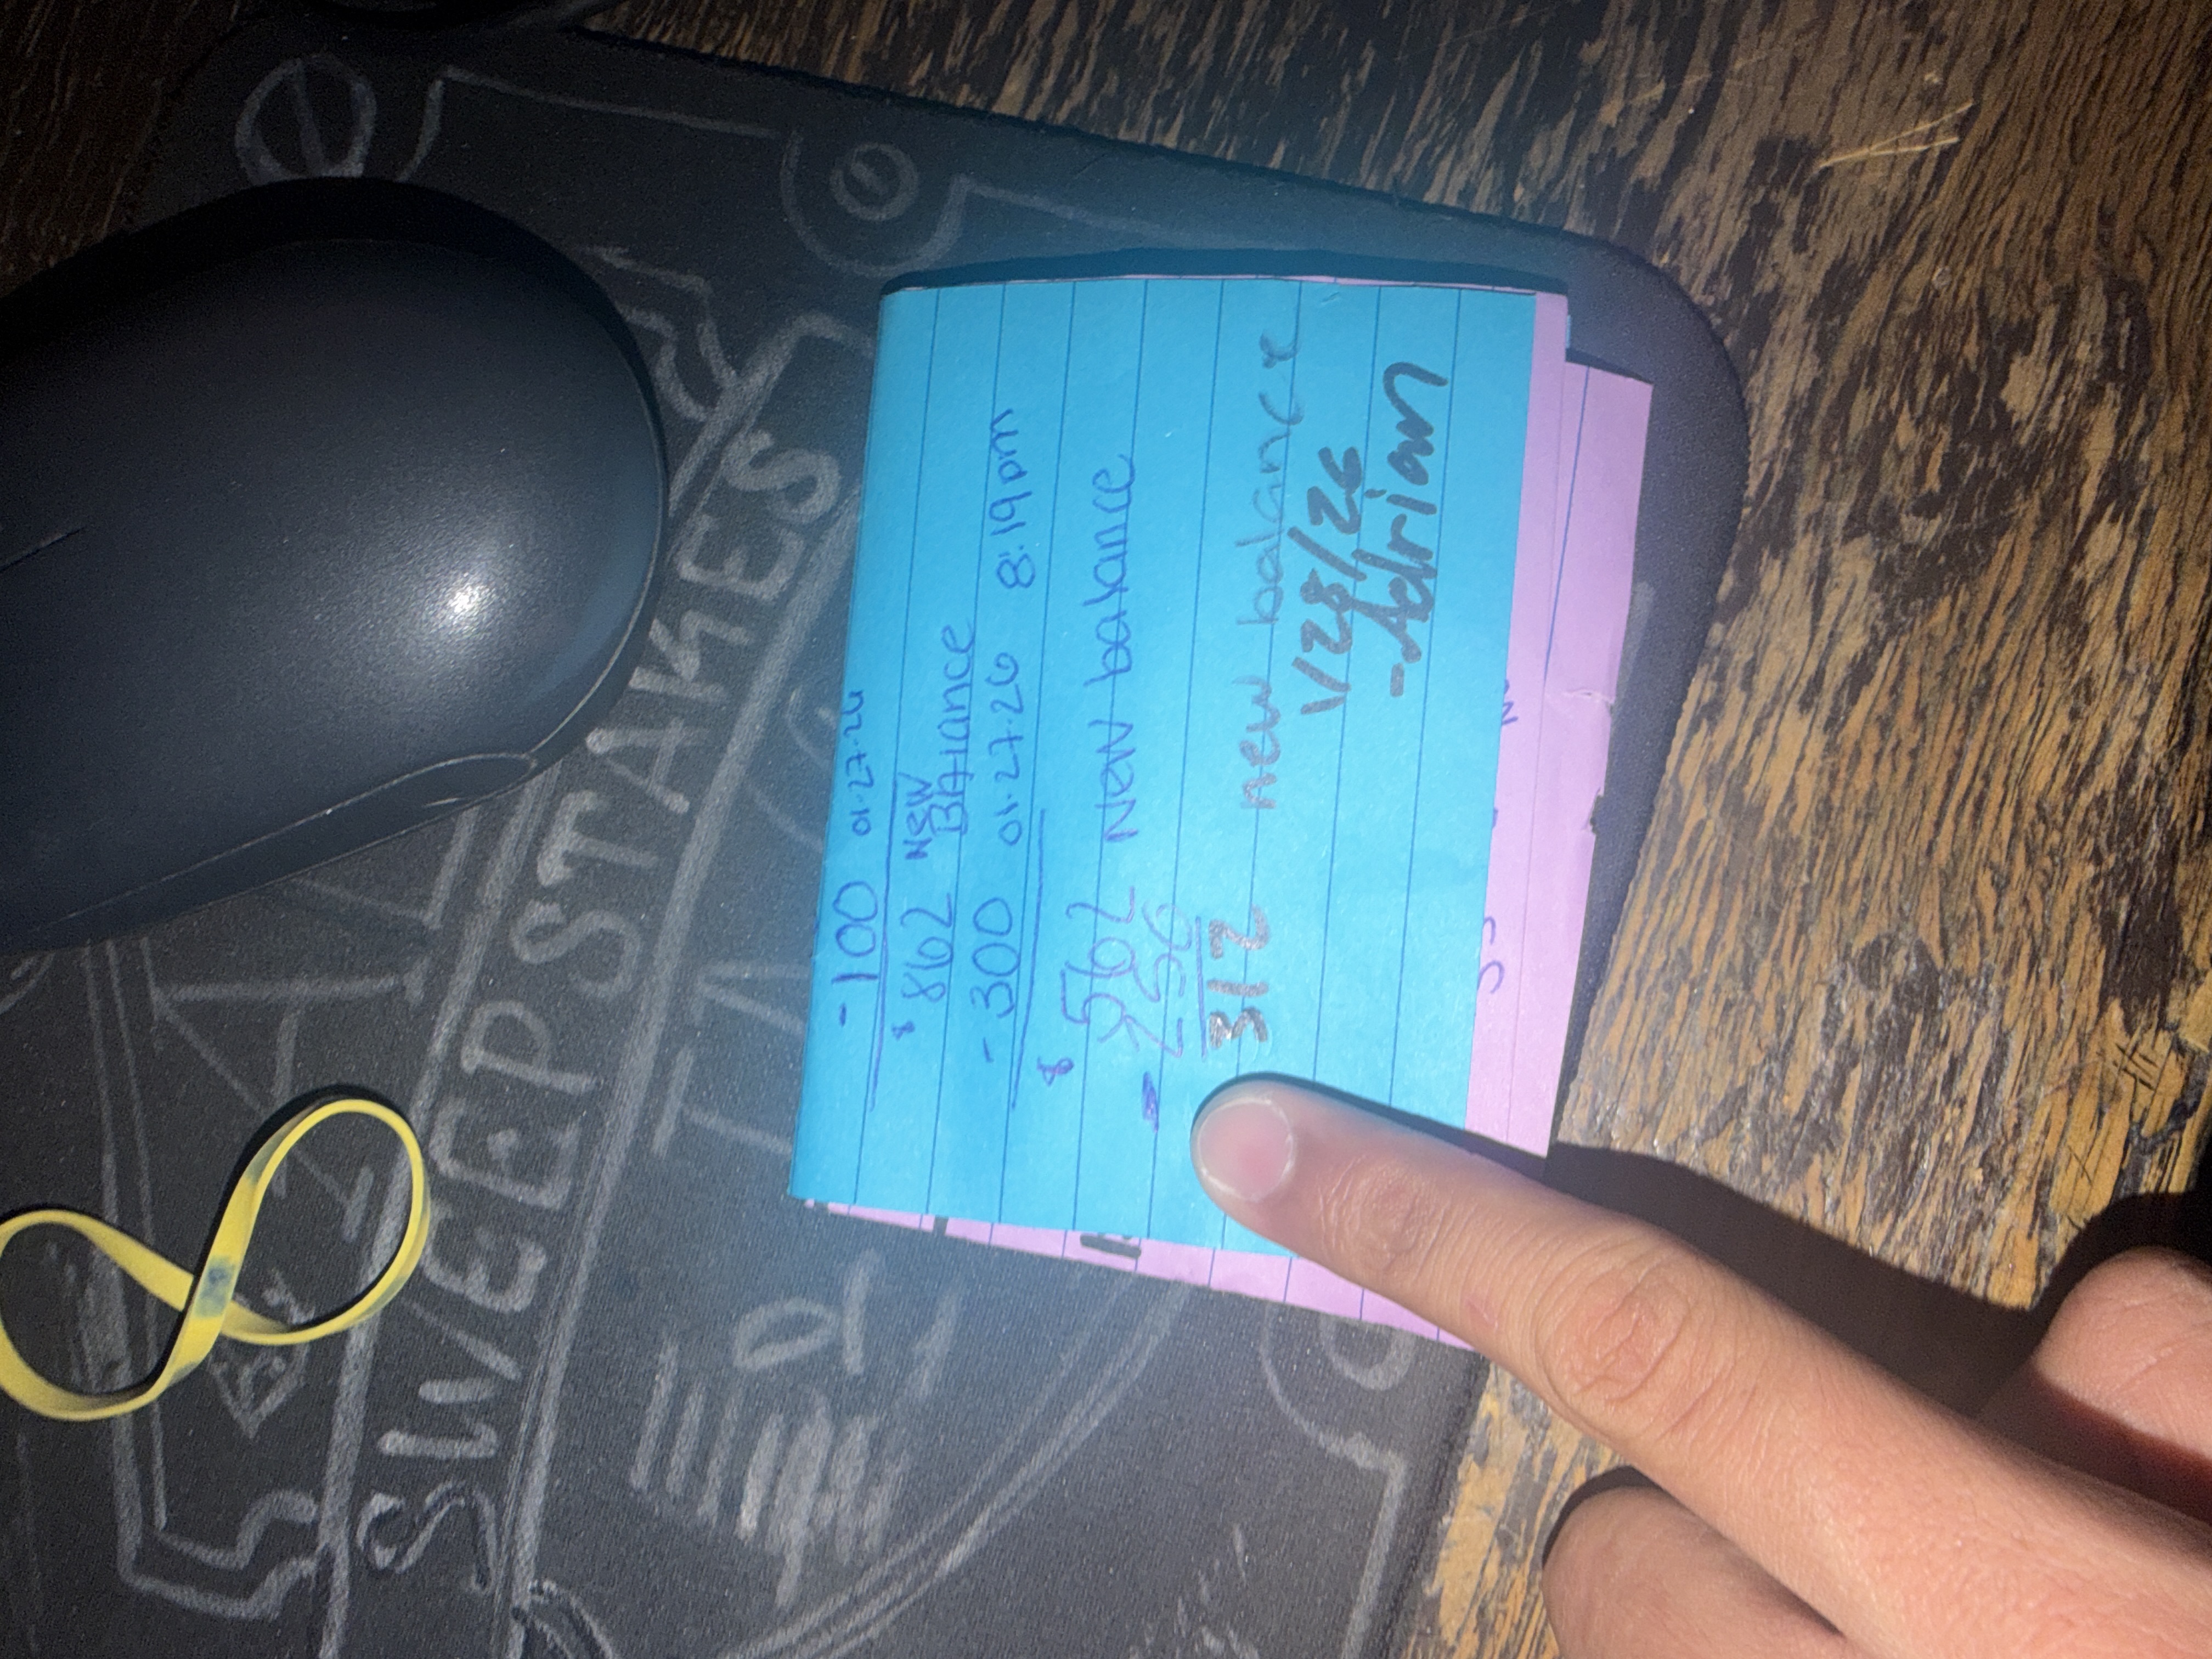 -100 01-27-26
$ 862 NEW BALANCE
-300 01-27-26 8:19pm
$ 562 New balance
- 250
312 new balance
1/28/26
-Adrian
SWEEPSTAKES